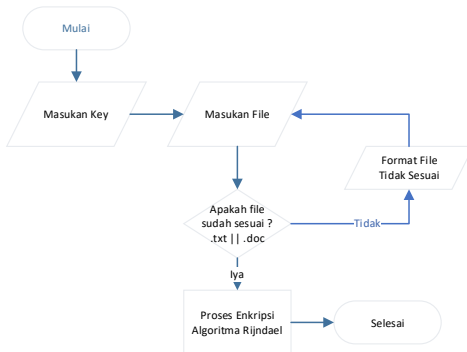 Mulai
Masukan Key
Masukan File
Format File
Tidak Sesuai
Apakah file
sudah sesuai ?
.txt || .doc
Tidak
Iya
Proses Enkripsi
Algoritma Rijndael
Selesai